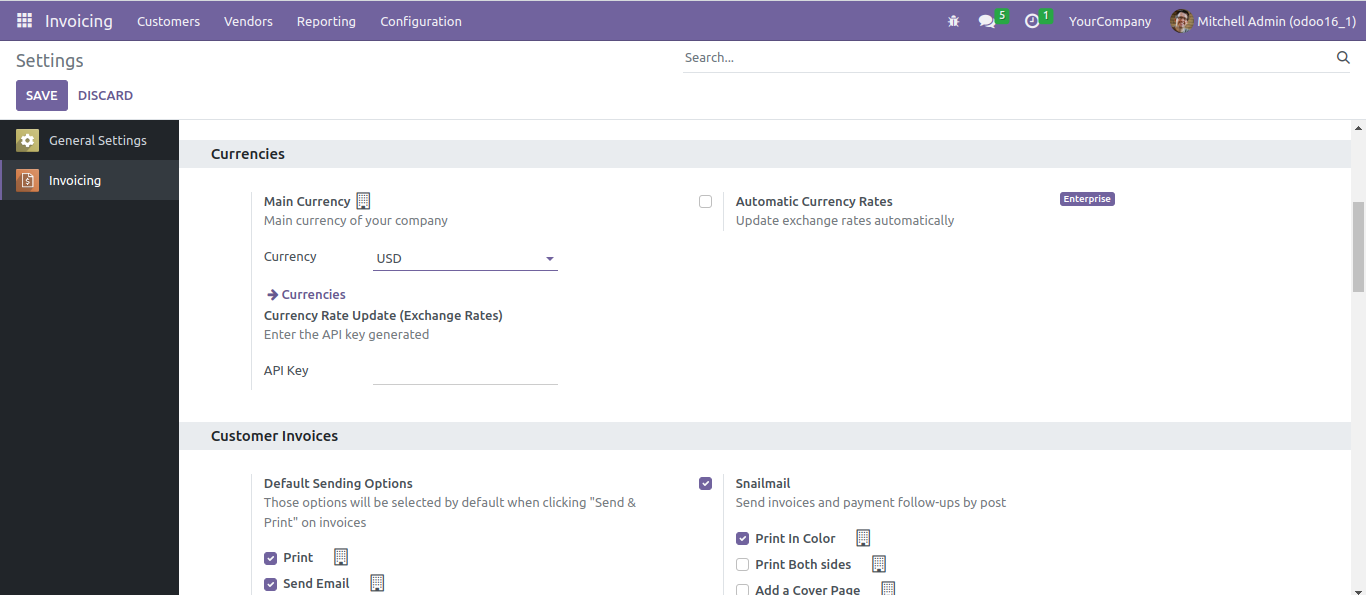 Invoicing Customers Vendors Reporting Configuration 5 1 YourCompany Mitchell Admin (odoo16_1)
Settings
Search...
SAVE DISCARD
General Settings
Invoicing
Currencies
Main Currency
Main currency of your company
Currency USD
Currencies
Currency Rate Update (Exchange Rates)
Enter the API key generated
API Key
Automatic Currency Rates Enterprise
Update exchange rates automatically
Customer Invoices
Default Sending Options
Those options will be selected by default when clicking "Send &
Print" on invoices
Print
Send Email
Snailmail
Send invoices and payment follow-ups by post
Print In Color
Print Both sides
Add a Cover Page